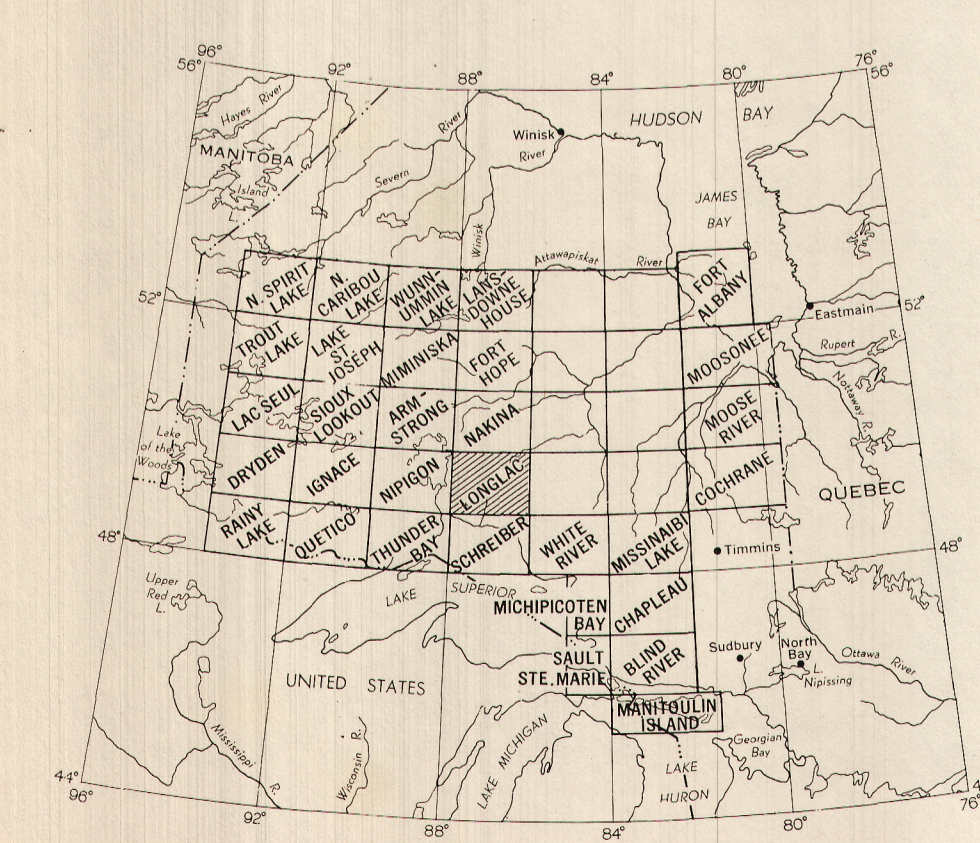 96°
56°
92°
88°
84°
80°
76°
56°
Hayes River
MANITOBA
Island
L.
Severn
River
Winisk
River
Winisk
HUDSON
BAY
JAMES
BAY
Attawapiskat
River
N. SPIRIT
LAKE
N.
CARIBOU
LAKE
WUNN-
UMMIN
LAKE
LANS-
DOWNE
HOUSE
FORT
ALBANY
52°
52°
Eastmain
Rupert R.
Nottaway R.
TROUT
LAKE
LAKE
ST.
JOSEPH
MIMINISKA
FORT
HOPE
MOOSONEE
LAC SEUL
SIOUX
LOOKOUT
ARM-
STRONG
NAKINA
MOOSE
RIVER
Lake
of the
Woods
DRYDEN
IGNACE
NIPIGON
LONGLAC
COCHRANE
QUEBEC
RAINY
LAKE
QUETICO
THUNDER
BAY
SCHREIBER
WHITE
RIVER
MISSINAIBI
LAKE
Timmins
48°
48°
Upper
Red
L.
LAKE
SUPERIOR
MICHIPICOTEN
BAY
CHAPLEAU
SAULT
STE. MARIE
BLIND
RIVER
Sudbury
North
Bay
L.
Nipissing
Ottawa River
UNITED STATES
MANITOULIN
ISLAND
Georgian
Bay
Mississippi
R.
Wisconsin R.
LAKE MICHIGAN
LAKE
HURON
44°
96°
92°
88°
84°
80°
4
76°